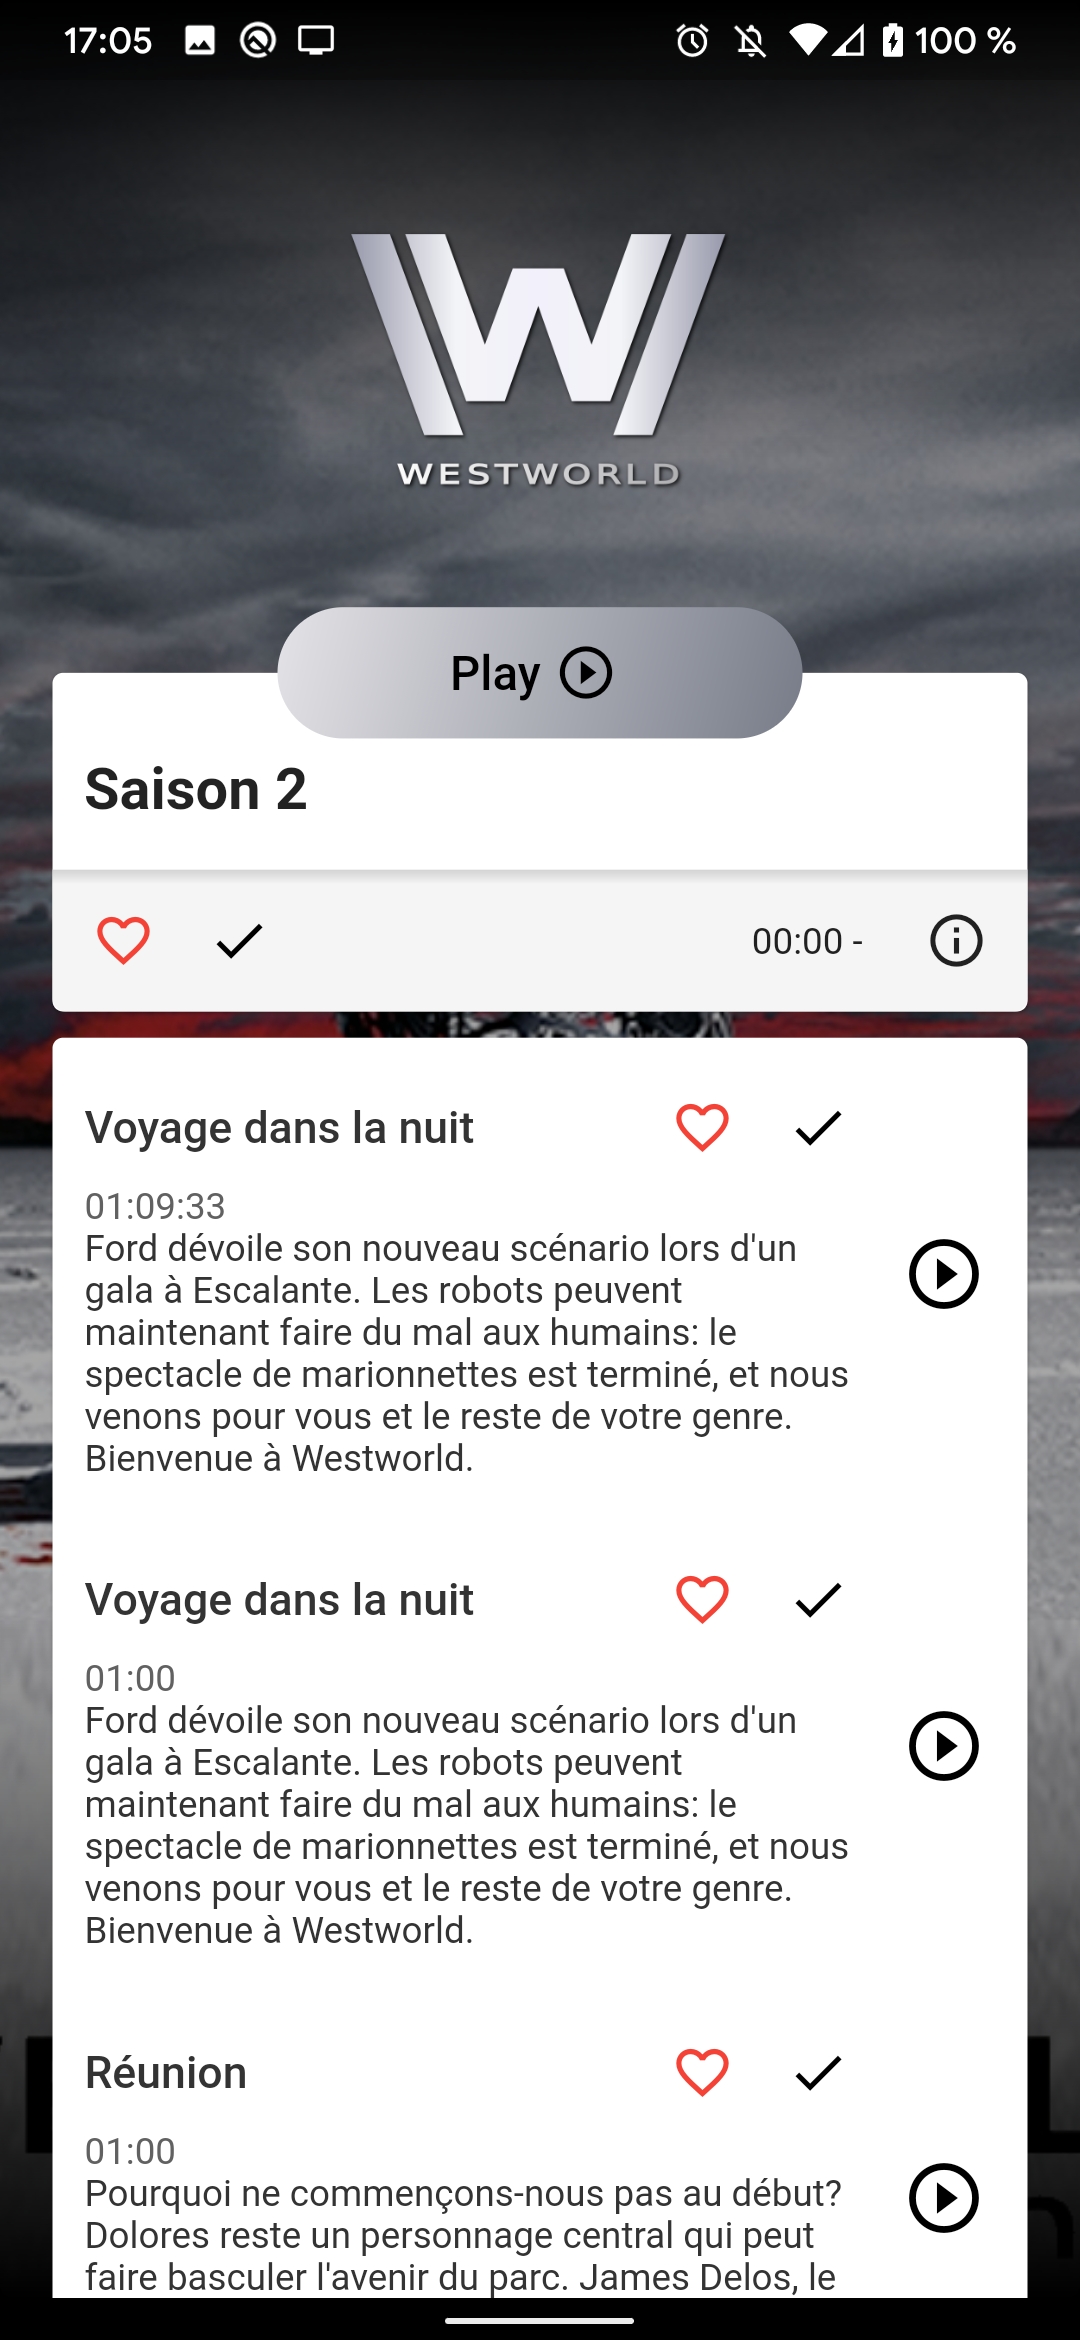 17:05
100 %
WESTWORLD
Play
Saison 2
00:00 -
Voyage dans la nuit
01:09:33
Ford dévoile son nouveau scénario lors d'un
gala à Escalante. Les robots peuvent
maintenant faire du mal aux humains: le
spectacle de marionnettes est terminé, et nous
venons pour vous et le reste de votre genre.
Bienvenue à Westworld.
Voyage dans la nuit
01:00
Ford dévoile son nouveau scénario lors d'un
gala à Escalante. Les robots peuvent
maintenant faire du mal aux humains: le
spectacle de marionnettes est terminé, et nous
venons pour vous et le reste de votre genre.
Bienvenue à Westworld.
Réunion
01:00
Pourquoi ne commençons-nous pas au début?
Dolores reste un personnage central qui peut
faire basculer l'avenir du parc. James Delos, le